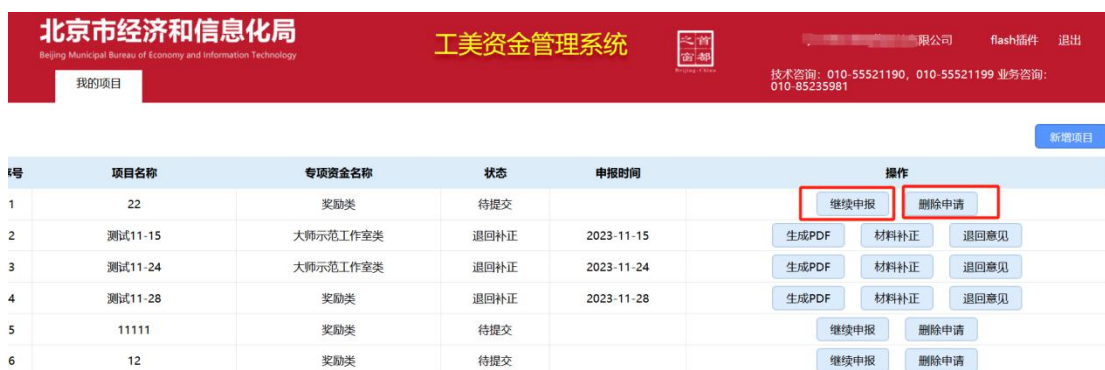 北京市经济和信息化局
Beijing Municipal Bureau of Economy and Information Technology
工美资金管理系统
首都之窗
Beijing-China
限公司 flash插件 退出
技术咨询：010-55521190，010-55521199 业务咨询：
010-85235981
我的项目
新增项目
序号 项目名称 专项资金名称 状态 申报时间 操作
1 22 奖励类 待提交 继续申报 删除申请
2 测试11-15 大师示范工作室类 退回补正 2023-11-15 生成PDF 材料补正 退回意见
3 测试11-24 大师示范工作室类 退回补正 2023-11-24 生成PDF 材料补正 退回意见
4 测试11-28 奖励类 退回补正 2023-11-28 生成PDF 材料补正 退回意见
5 11111 奖励类 待提交 继续申报 删除申请
6 12 奖励类 待提交 继续申报 删除申请